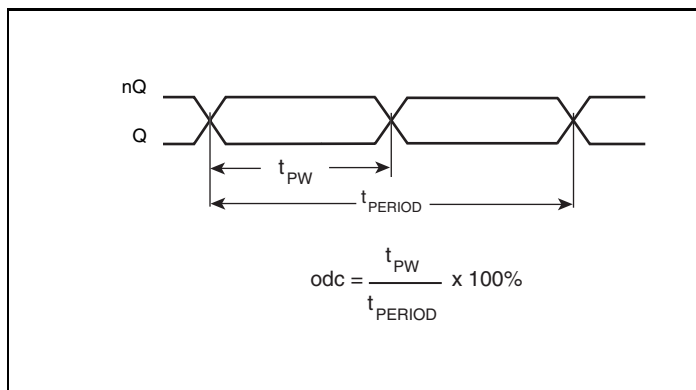 nQ
Q
tPW
tPERIOD
odc = tPW / tPERIOD x 100%